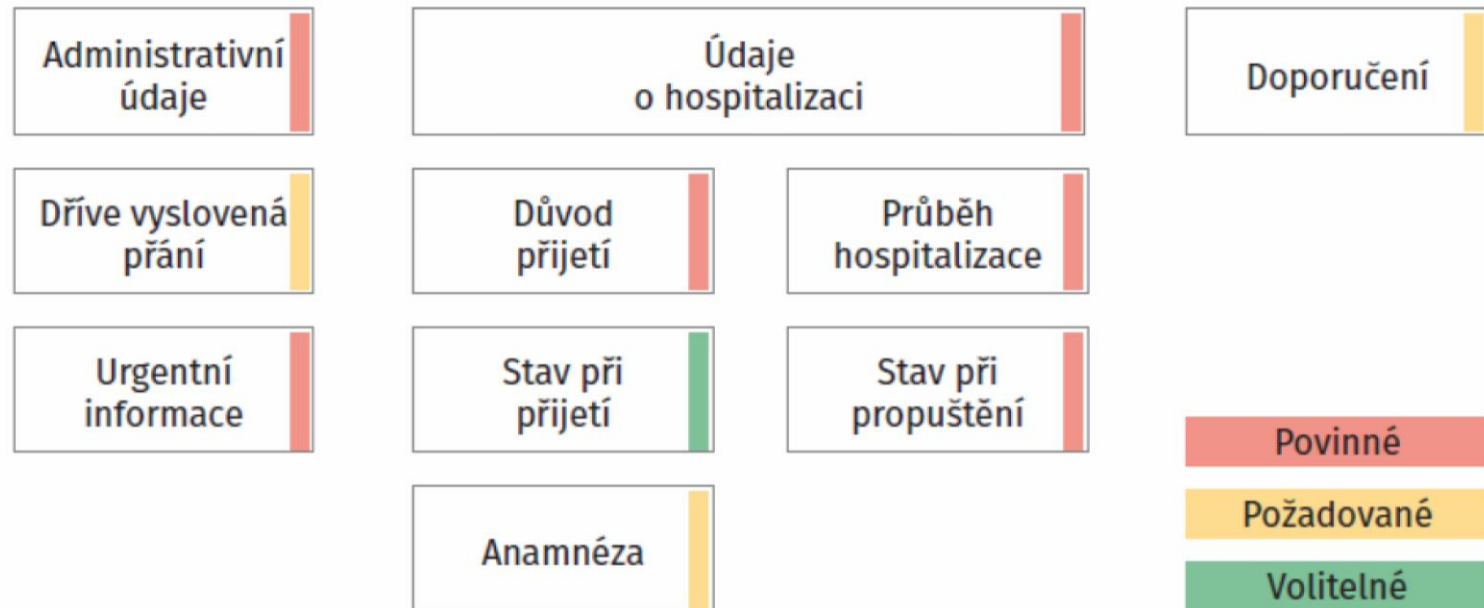 Administrativní
údaje
Údaje
o hospitalizaci
Doporučení
Dříve vyslovená
přání
Důvod
přijetí
Průběh
hospitalizace
Urgentní
informace
Stav při
přijetí
Stav při
propuštění
Povinné
Požadované
Anamnéza
Volitelné